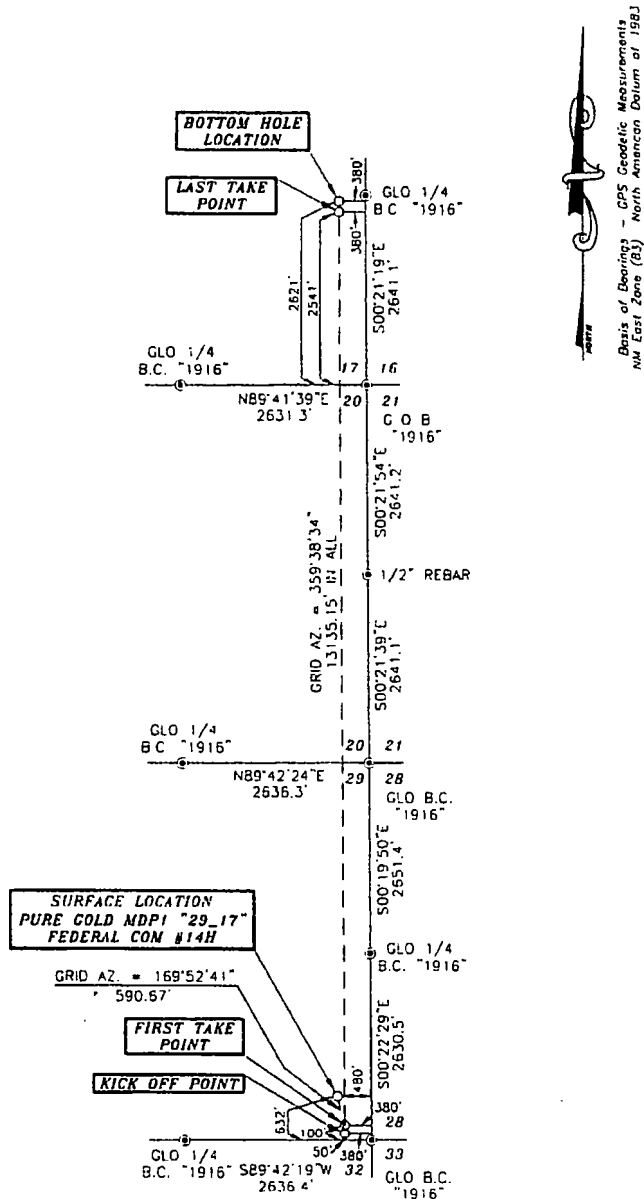 BOTTOM HOLE
LOCATION
LAST TAKE
POINT
380'
GLO 1/4
B.C "1916"
380'
S00°21'19"E
2641.1'
2621'
2541'
GLO 1/4
B.C. "1916"
17 16
N89°41'39"E
2631.3'
20 21
G O B
"1916"
S00°21'54"E
2641.2'
GRID AZ. = 359°38'34"
13135.15' IN ALL
1/2" REBAR
S00°21'39"E
2641.1'
GLO 1/4
B C "1916"
20 21
N89°42'24"E
2636.3'
29 28
GLO B.C.
"1916"
S00°19'50"E
2651.4'
SURFACE LOCATION
PURE GOLD MDP1 "29_17"
FEDERAL COM #14H
GLO 1/4
B.C. "1916"
GRID AZ. = 169°52'41"
590.67'
S00°22'29"E
2630.5'
FIRST TAKE
POINT
KICK OFF POINT
480'
380'
632'
100'
28
50'
380'
32
33
GLO 1/4
B.C. "1916"
S89°42'19"W
2636.4'
GLO B.C.
"1916"
NORTH
Basis of Bearings - GPS Geodetic Measurements
NM East Zone (83) North American Datum of 1983